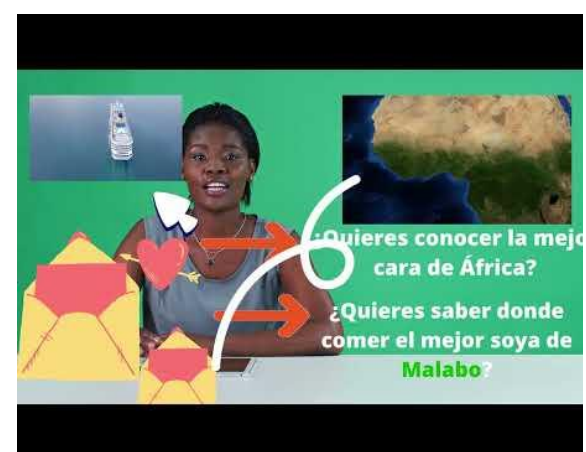 ¿Quieres conocer la mejo
cara de África?
¿Quieres saber donde
comer el mejor soya de
Malabo?